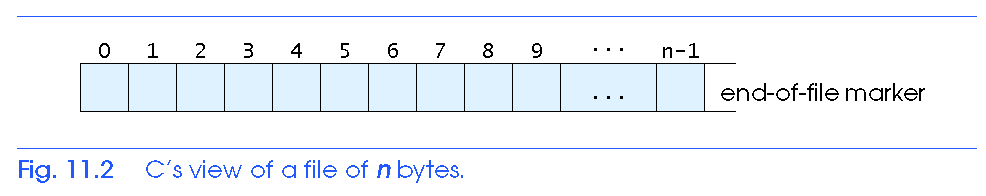 0 1 2 3 4 5 6 7 8 9 ... n-1
... end-of-file marker
Fig. 11.2 C's view of a file of n bytes.